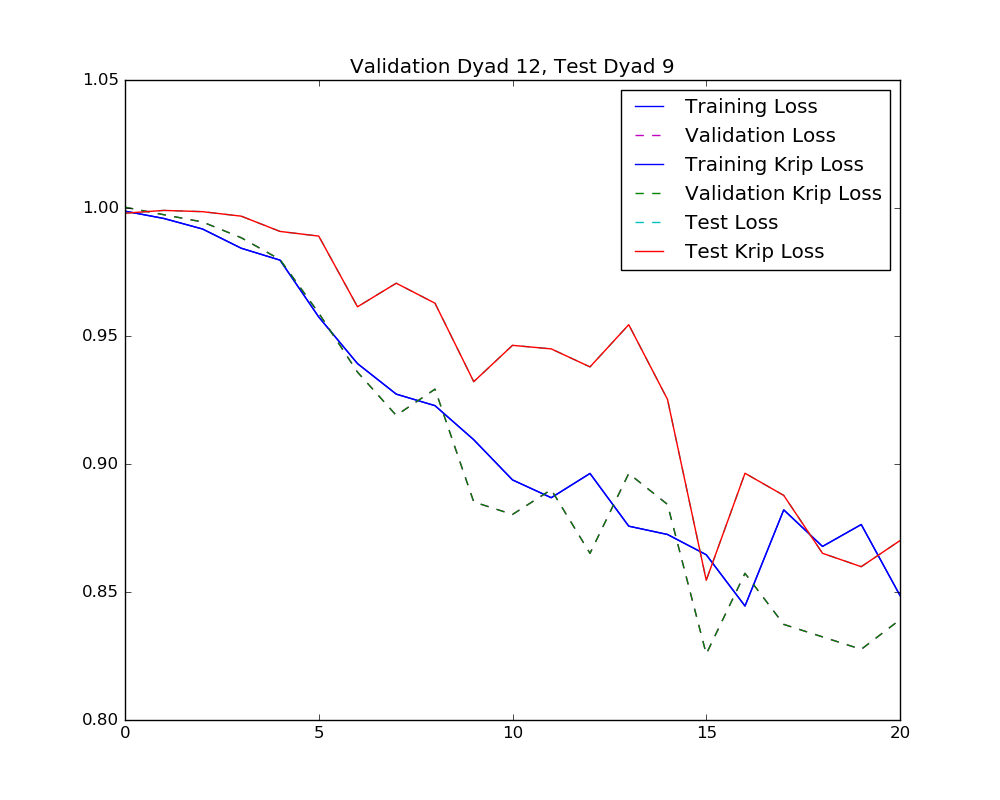 Validation Dyad 12, Test Dyad 9
1.05
1.00
0.95
0.90
0.85
0.80
0 5 10 15 20
Training Loss
Validation Loss
Training Krip Loss
Validation Krip Loss
Test Loss
Test Krip Loss